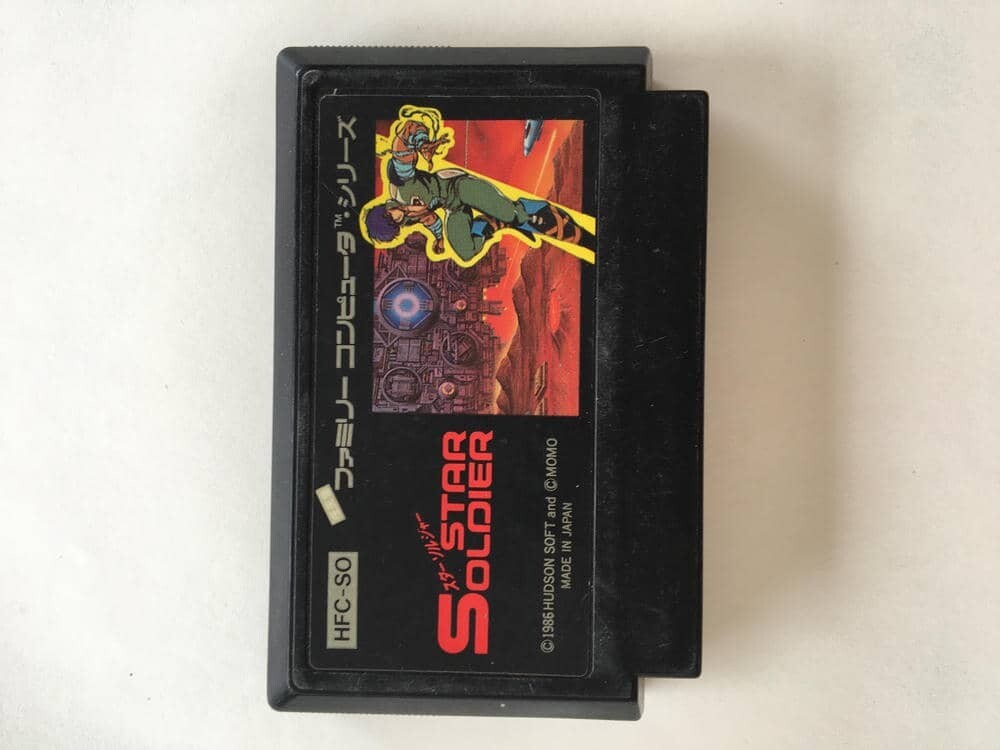 HFC-SO
ファミリー コンピュータ™・シリーズ
スター ソルジャー
STAR
SOLDIER
©1986 HUDSON SOFT and ©MOMO
MADE IN JAPAN